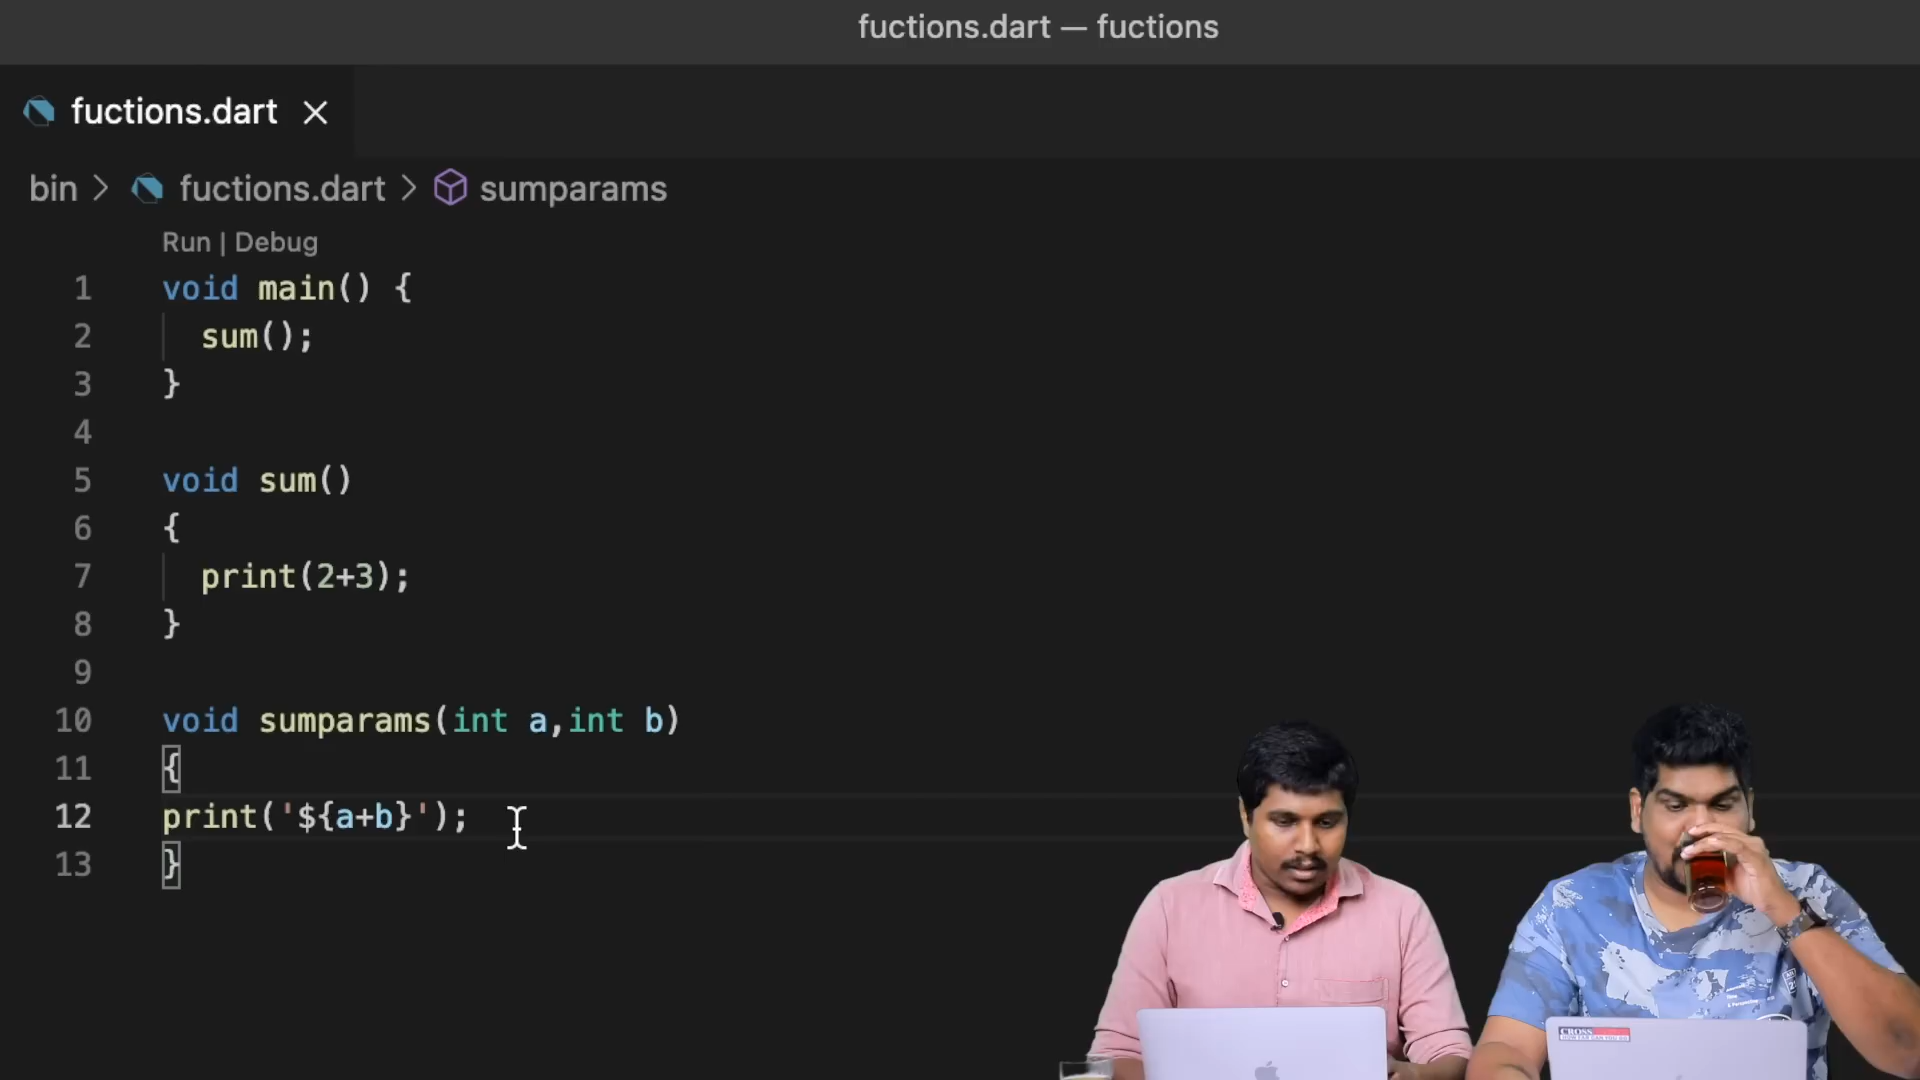 fuctions.dart — fuctions
fuctions.dart
bin > fuctions.dart > sumparams
Run | Debug
1 void main() {
2 sum();
3 }
4
5 void sum()
6 {
7 print(2+3);
8 }
9
10 void sumparams(int a,int b)
11 {
12 print('${a+b}');
13 }
CROSS